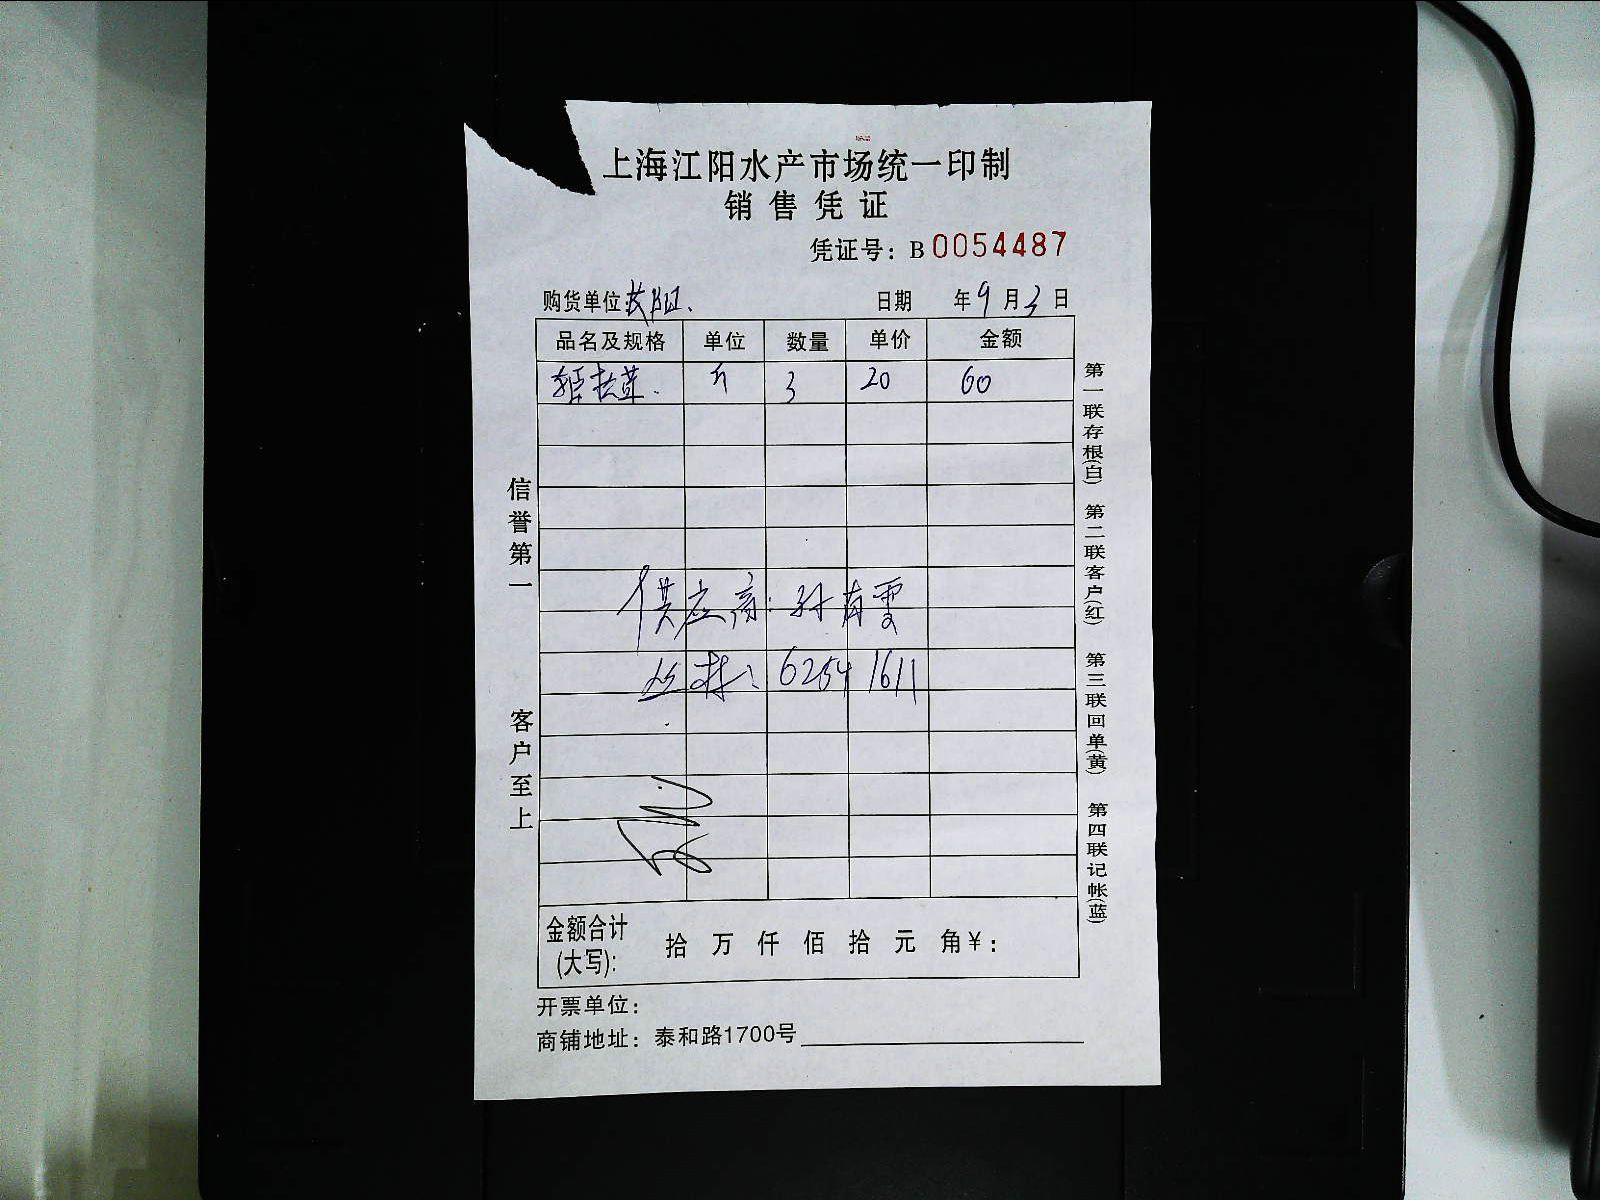 上海江阳水产市场统一印制
销售凭证
凭证号：B 0054487
购货单位
日期 年9月3日
品名及规格 单位 数量 单价 金额
斤 3 20 60
供应商：孙有雯
6254 1611
金额合计(大写)： 拾 万 仟 佰 拾 元 角 ¥：
开票单位：
商铺地址：泰和路1700号
信誉第一 客户至上
第一联存根(白) 第二联客户(红) 第三联回单(黄) 第四联记帐(蓝)